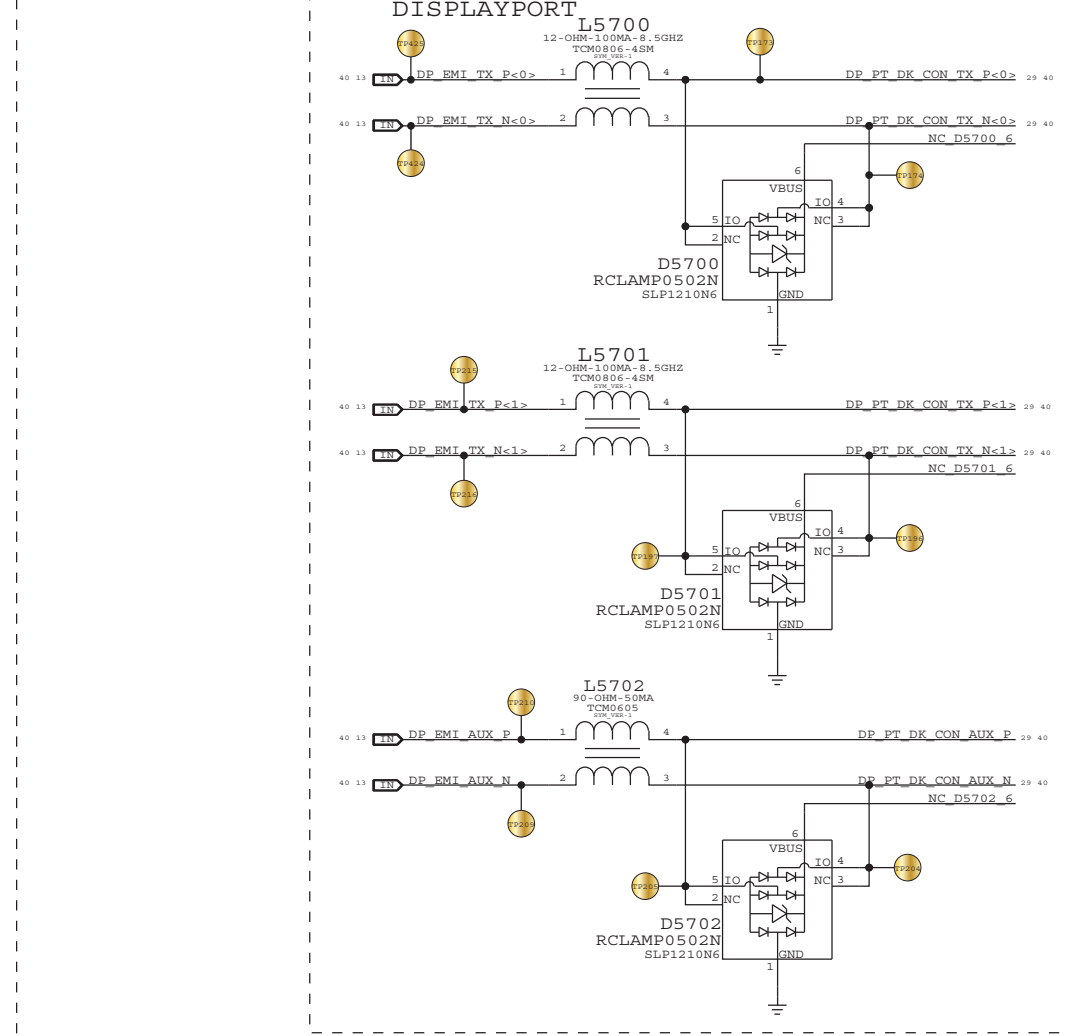 DISPLAYPORT
L5700
12-OHM-100MA-8.5GHZ
TCM0806-4SM
SYM_VER-1
TP425
TP173
40 13 IN DP_EMI_TX_P<0> 1 4 DP_PT_DK_CON_TX_P<0> 29 40
40 13 IN DP_EMI_TX_N<0> 2 3 DP_PT_DK_CON_TX_N<0> 29 40
NC_D5700_6
TP424
6
TP174
VBUS
IO 4
5 IO NC 3
2 NC
D5700
RCLAMP0502N
SLP1210N6
GND
1
L5701
12-OHM-100MA-8.5GHZ
TCM0806-4SM
SYM_VER-1
TP215
40 13 IN DP_EMI_TX_P<1> 1 4 DP_PT_DK_CON_TX_P<1> 29 40
40 13 IN DP_EMI_TX_N<1> 2 3 DP_PT_DK_CON_TX_N<1> 29 40
NC_D5701_6
TP216
6
VBUS
IO 4 TP196
TP197 5 IO NC 3
2 NC
D5701
RCLAMP0502N
SLP1210N6
GND
1
L5702
90-OHM-50MA
TCM0605
SYM_VER-1
TP210
40 13 IN DP_EMI_AUX_P 1 4 DP_PT_DK_CON_AUX_P 29 40
40 13 IN DP_EMI_AUX_N 2 3 DP_PT_DK_CON_AUX_N 29 40
NC_D5702_6
TP209
6
VBUS
IO 4 TP204
TP205 5 IO NC 3
2 NC
D5702
RCLAMP0502N
SLP1210N6
GND
1